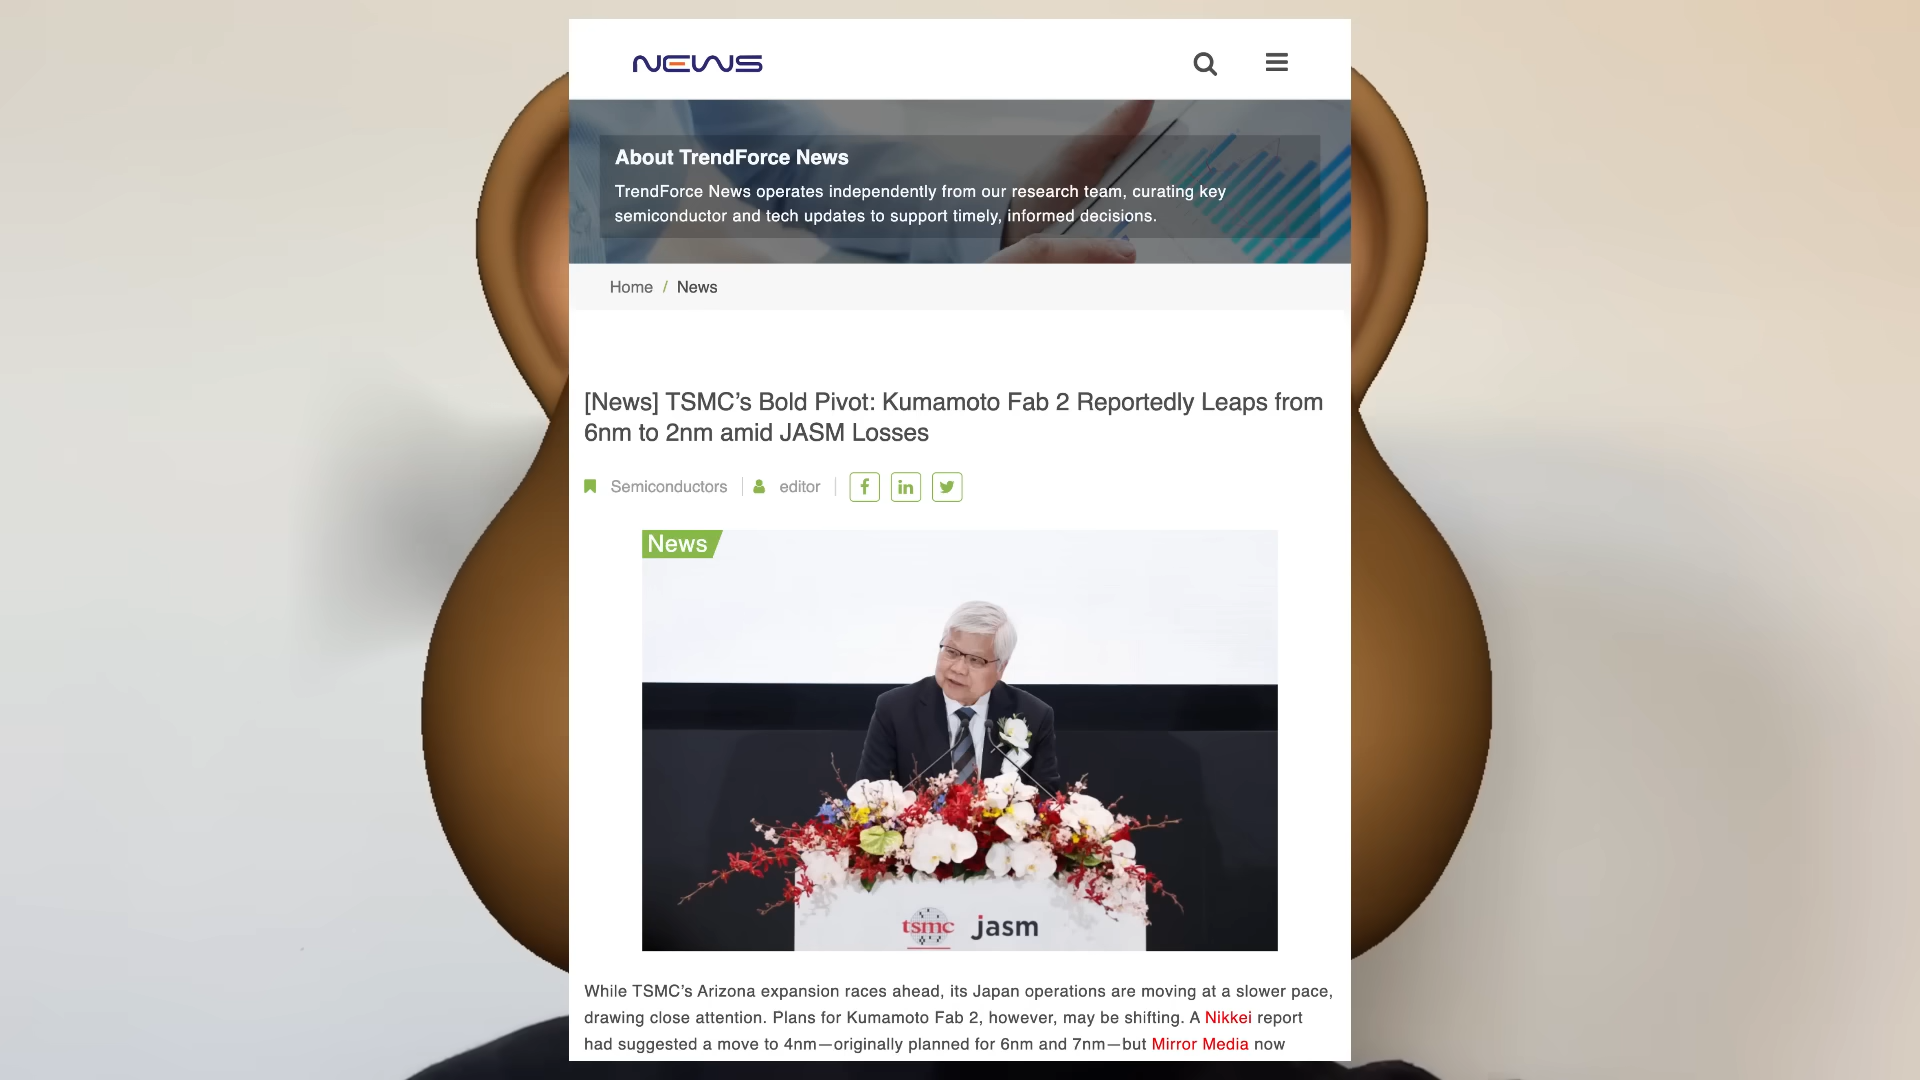 NEWS
About TrendForce News
TrendForce News operates independently from our research team, curating key
semiconductor and tech updates to support timely, informed decisions.
Home / News
[News] TSMC’s Bold Pivot: Kumamoto Fab 2 Reportedly Leaps from
6nm to 2nm amid JASM Losses
Semiconductors editor
News
tsmc jasm
While TSMC’s Arizona expansion races ahead, its Japan operations are moving at a slower pace,
drawing close attention. Plans for Kumamoto Fab 2, however, may be shifting. A Nikkei report
had suggested a move to 4nm—originally planned for 6nm and 7nm—but Mirror Media now